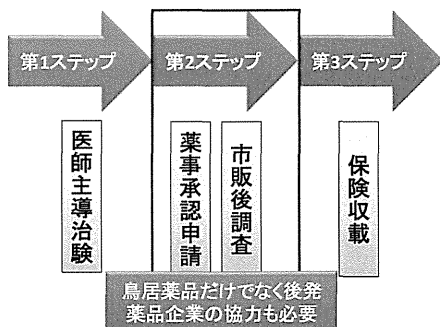 第1ステップ
第2ステップ
第3ステップ
医師主導治験
薬事承認申請
市販後調査
保険収載
鳥居薬品だけでなく後発
薬品企業の協力も必要